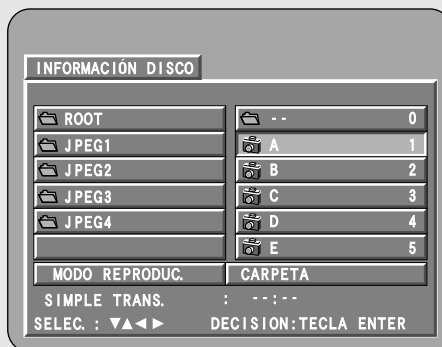 INFORMACIÓN DISCO
ROOT -- 0
JPEG1 A 1
JPEG2 B 2
JPEG3 C 3
JPEG4 D 4
E 5
MODO REPRODUC. CARPETA
SIMPLE TRANS. : --:--
SELEC. : ▼▲◄► DECISION:TECLA ENTER